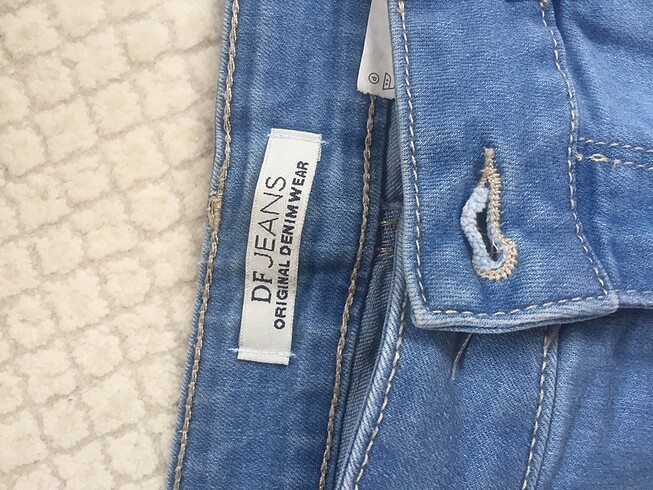 DF JEANS
ORIGINAL DENIMWEAR
P